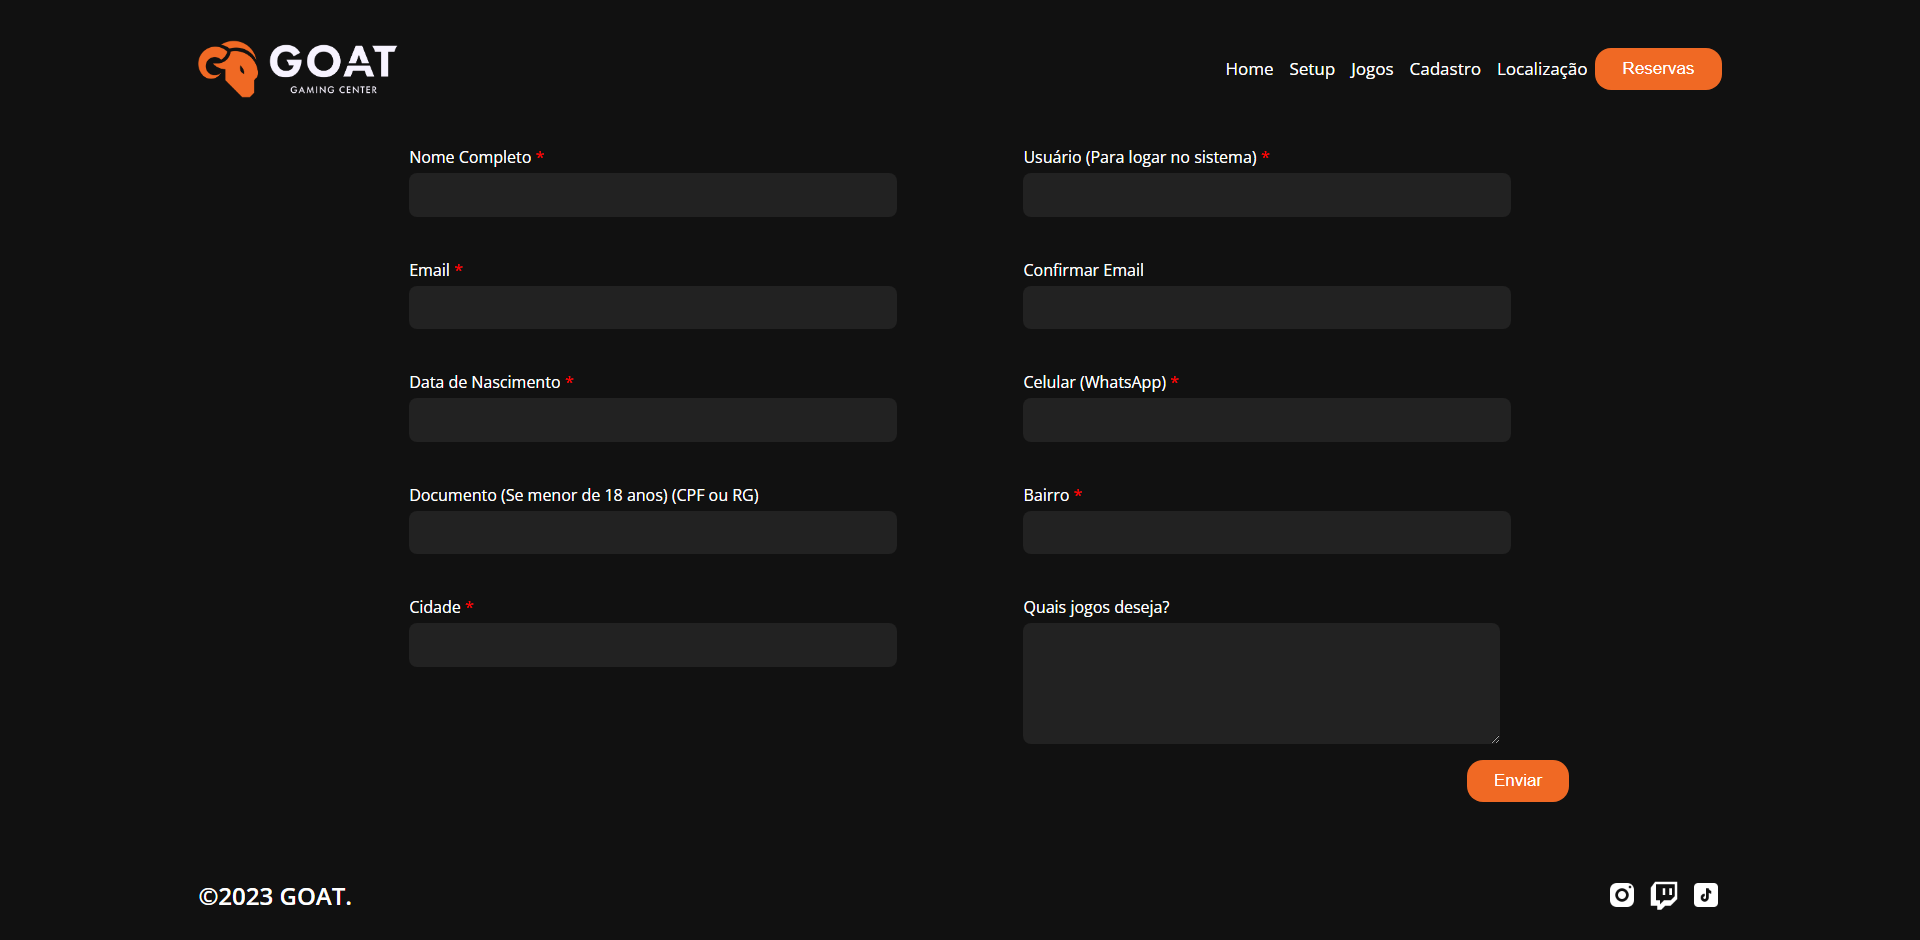 GOAT
GAMING CENTER
Home Setup Jogos Cadastro Localização Reservas
Nome Completo *
Usuário (Para logar no sistema) *
Email *
Confirmar Email
Data de Nascimento *
Celular (WhatsApp) *
Documento (Se menor de 18 anos) (CPF ou RG)
Bairro *
Cidade *
Quais jogos deseja?
Enviar
©2023 GOAT.